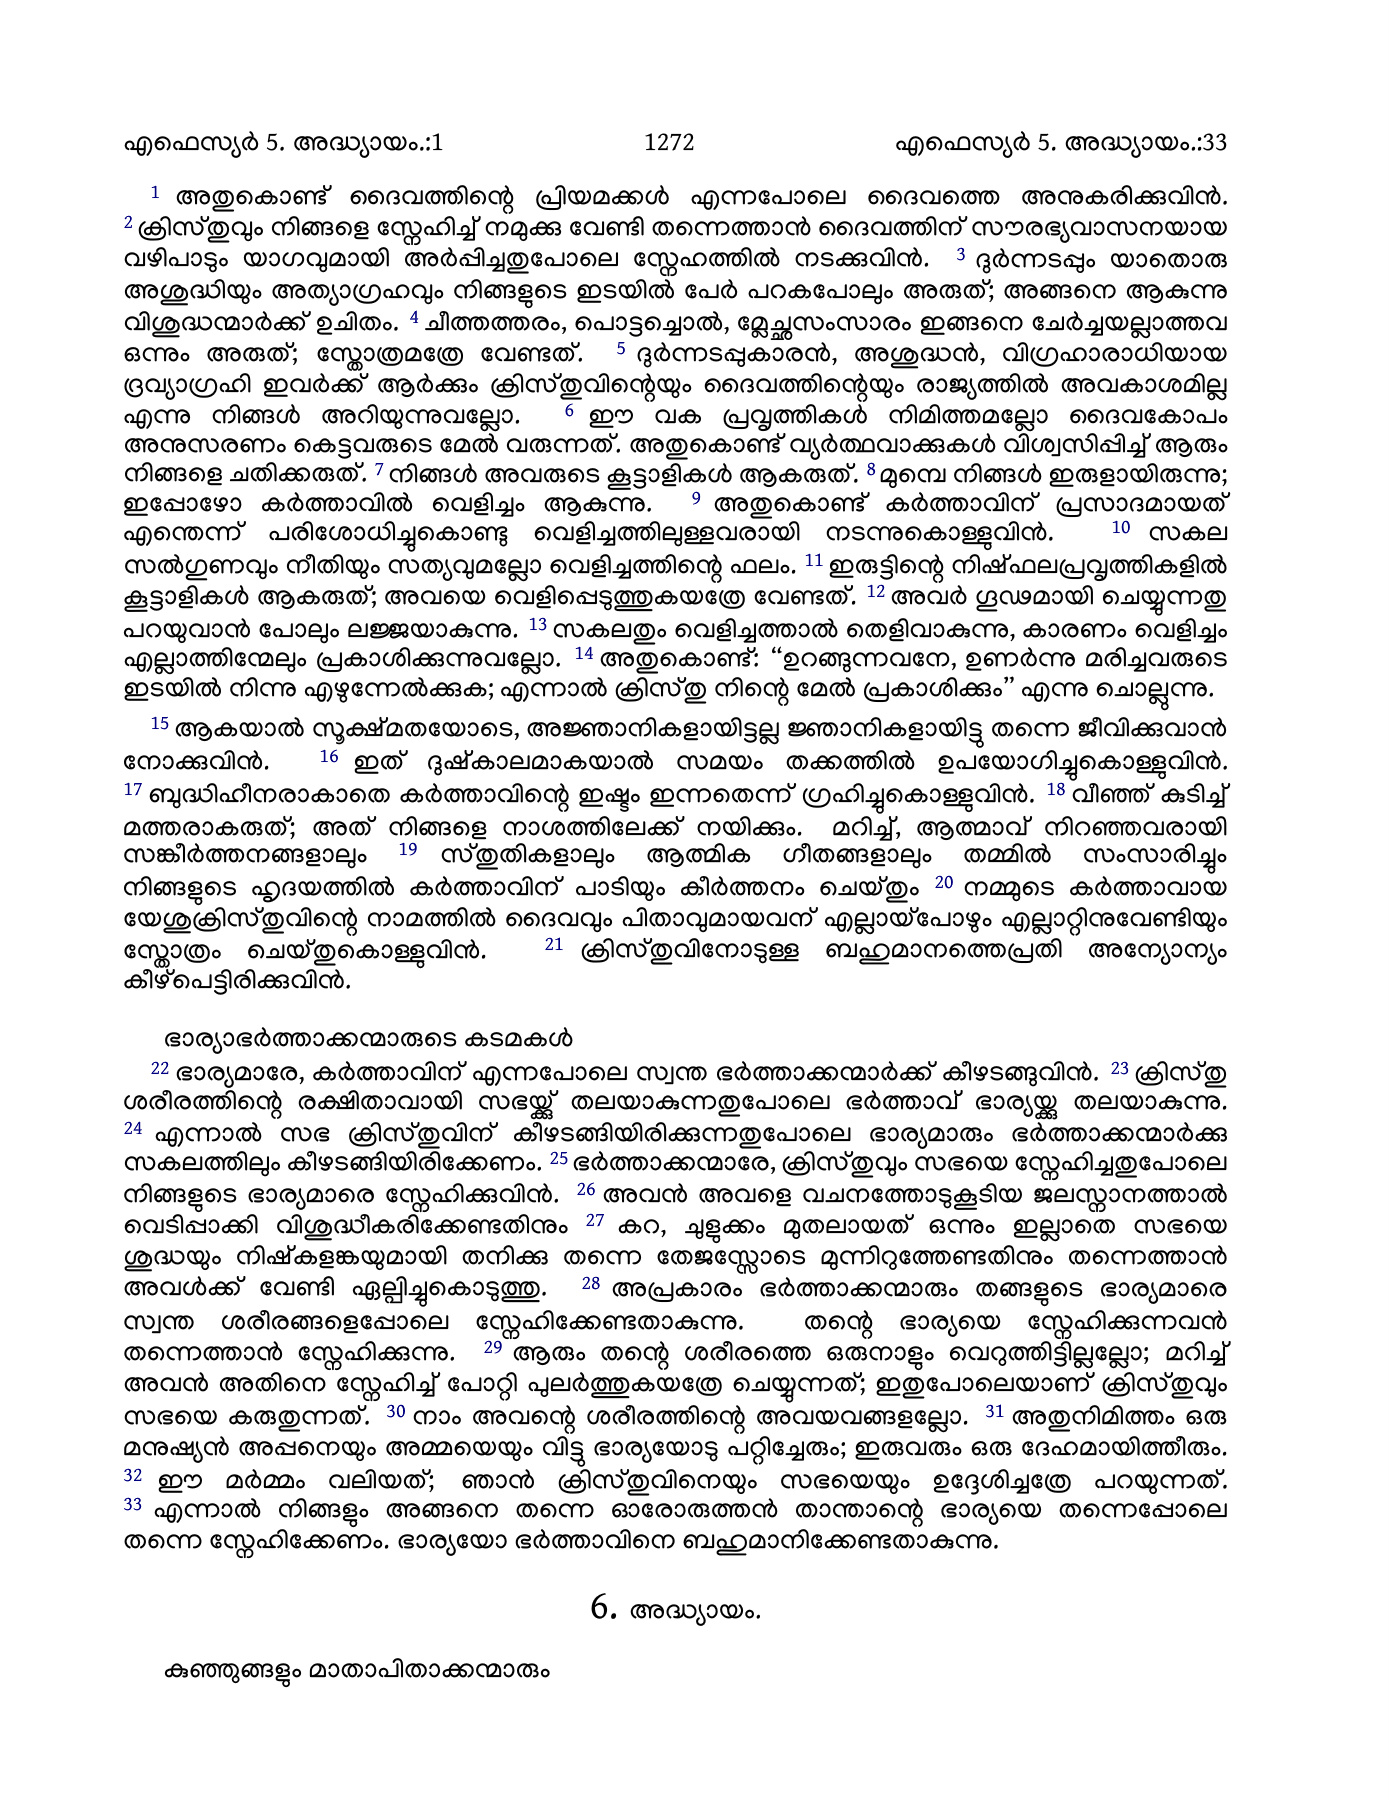 എഫെസ്യർ 5. അദ്ധ്യായം.:1 1272 എഫെസ്യർ 5. അദ്ധ്യായം.:33
1 അതുകൊണ്ട് ദൈവത്തിന്റെ പ്രിയമക്കൾ എന്നപോലെ ദൈവത്തെ അനുകരിക്കുവിൻ.
2 ക്രിസ്തുവും നിങ്ങളെ സ്നേഹിച്ച് നമുക്കു വേണ്ടി തന്നെത്താൻ ദൈവത്തിന് സൗരഭ്യവാസനയായ
വഴിപാടും യാഗവുമായി അർപ്പിച്ചതുപോലെ സ്നേഹത്തിൽ നടക്കുവിൻ. 3 ദുർന്നടപ്പും യാതൊരു
അശുദ്ധിയും അത്യാഗ്രഹവും നിങ്ങളുടെ ഇടയിൽ പേർ പറകപോലും അരുത്; അങ്ങനെ ആകുന്നു
വിശുദ്ധന്മാർക്ക് ഉചിതം. 4 ചീത്തത്തരം, പൊട്ടച്ചൊൽ, മ്ലേച്ഛസംസാരം ഇങ്ങനെ ചേർച്ചയല്ലാത്തവ
ഒന്നും അരുത്; സ്തോത്രമത്രേ വേണ്ടത്. 5 ദുർന്നടപ്പുകാരൻ, അശുദ്ധൻ, വിഗ്രഹാരാധിയായ
ദ്രവ്യാഗ്രഹി ഇവർക്ക് ആർക്കും ക്രിസ്തുവിന്റെയും ദൈവത്തിന്റെയും രാജ്യത്തിൽ അവകാശമില്ല
എന്നു നിങ്ങൾ അറിയുന്നുവല്ലോ. 6 ഈ വക പ്രവൃത്തികൾ നിമിത്തമല്ലോ ദൈവകോപം
അനുസരണം കെട്ടവരുടെ മേൽ വരുന്നത്. അതുകൊണ്ട് വ്യർത്ഥവാക്കുകൾ വിശ്വസിപ്പിച്ച് ആരും
നിങ്ങളെ ചതിക്കരുത്. 7 നിങ്ങൾ അവരുടെ കൂട്ടാളികൾ ആകരുത്. 8 മുമ്പെ നിങ്ങൾ ഇരുളായിരുന്നു;
ഇപ്പോഴോ കർത്താവിൽ വെളിച്ചം ആകുന്നു. 9 അതുകൊണ്ട് കർത്താവിന് പ്രസാദമായത്
എന്തെന്ന് പരിശോധിച്ചുകൊണ്ടു വെളിച്ചത്തിലുള്ളവരായി നടന്നുകൊള്ളുവിൻ. 10 സകല
സൽഗുണവും നീതിയും സത്യവുമല്ലോ വെളിച്ചത്തിന്റെ ഫലം. 11 ഇരുട്ടിന്റെ നിഷ്ഫലപ്രവൃത്തികളിൽ
കൂട്ടാളികൾ ആകരുത്; അവയെ വെളിപ്പെടുത്തുകയത്രേ വേണ്ടത്. 12 അവർ ഗൂഢമായി ചെയ്യുന്നതു
പറയുവാൻ പോലും ലജ്ജയാകുന്നു. 13 സകലതും വെളിച്ചത്താൽ തെളിവാകുന്നു, കാരണം വെളിച്ചം
എല്ലാത്തിന്മേലും പ്രകാശിക്കുന്നുവല്ലോ. 14 അതുകൊണ്ട്: “ഉറങ്ങുന്നവനേ, ഉണർന്നു മരിച്ചവരുടെ
ഇടയിൽ നിന്നു എഴുന്നേൽക്കുക; എന്നാൽ ക്രിസ്തു നിന്റെ മേൽ പ്രകാശിക്കും” എന്നു ചൊല്ലുന്നു.
15 ആകയാൽ സൂക്ഷ്മതയോടെ, അജ്ഞാനികളായിട്ടല്ല ജ്ഞാനികളായിട്ടു തന്നെ ജീവിക്കുവാൻ
നോക്കുവിൻ. 16 ഇത് ദുഷ്കാലമാകയാൽ സമയം തക്കത്തിൽ ഉപയോഗിച്ചുകൊള്ളുവിൻ.
17 ബുദ്ധിഹീനരാകാതെ കർത്താവിന്റെ ഇഷ്ടം ഇന്നതെന്ന് ഗ്രഹിച്ചുകൊള്ളുവിൻ. 18 വീഞ്ഞ് കുടിച്ച്
മത്തരാകരുത്; അത് നിങ്ങളെ നാശത്തിലേക്ക് നയിക്കും. മറിച്ച്, ആത്മാവ് നിറഞ്ഞവരായി
സങ്കീർത്തനങ്ങളാലും 19 സ്തുതികളാലും ആത്മിക ഗീതങ്ങളാലും തമ്മിൽ സംസാരിച്ചും
നിങ്ങളുടെ ഹൃദയത്തിൽ കർത്താവിന് പാടിയും കീർത്തനം ചെയ്തും 20 നമ്മുടെ കർത്താവായ
യേശുക്രിസ്തുവിന്റെ നാമത്തിൽ ദൈവവും പിതാവുമായവന് എല്ലായ്പോഴും എല്ലാറ്റിനുവേണ്ടിയും
സ്തോത്രം ചെയ്തുകൊള്ളുവിൻ. 21 ക്രിസ്തുവിനോടുള്ള ബഹുമാനത്തെപ്രതി അന്യോന്യം
കീഴ്പെട്ടിരിക്കുവിൻ.
ഭാര്യാഭർത്താക്കന്മാരുടെ കടമകൾ
22 ഭാര്യമാരേ, കർത്താവിന് എന്നപോലെ സ്വന്ത ഭർത്താക്കന്മാർക്ക് കീഴടങ്ങുവിൻ. 23 ക്രിസ്തു
ശരീരത്തിന്റെ രക്ഷിതാവായി സഭയ്ക്ക് തലയാകുന്നതുപോലെ ഭർത്താവ് ഭാര്യയ്ക്കു തലയാകുന്നു.
24 എന്നാൽ സഭ ക്രിസ്തുവിന് കീഴടങ്ങിയിരിക്കുന്നതുപോലെ ഭാര്യമാരും ഭർത്താക്കന്മാർക്കു
സകലത്തിലും കീഴടങ്ങിയിരിക്കേണം. 25 ഭർത്താക്കന്മാരേ, ക്രിസ്തുവും സഭയെ സ്നേഹിച്ചതുപോലെ
നിങ്ങളുടെ ഭാര്യമാരെ സ്നേഹിക്കുവിൻ. 26 അവൻ അവളെ വചനത്തോടുകൂടിയ ജലസ്നാനത്താൽ
വെടിപ്പാക്കി വിശുദ്ധീകരിക്കേണ്ടതിനും 27 കറ, ചുളുക്കം മുതലായത് ഒന്നും ഇല്ലാതെ സഭയെ
ശുദ്ധയും നിഷ്കളങ്കയുമായി തനിക്കു തന്നെ തേജസ്സോടെ മുന്നിറുത്തേണ്ടതിനും തന്നെത്താൻ
അവൾക്ക് വേണ്ടി ഏല്പിച്ചുകൊടുത്തു. 28 അപ്രകാരം ഭർത്താക്കന്മാരും തങ്ങളുടെ ഭാര്യമാരെ
സ്വന്ത ശരീരങ്ങളെപ്പോലെ സ്നേഹിക്കേണ്ടതാകുന്നു. തന്റെ ഭാര്യയെ സ്നേഹിക്കുന്നവൻ
തന്നെത്താൻ സ്നേഹിക്കുന്നു. 29 ആരും തന്റെ ശരീരത്തെ ഒരുനാളും വെറുത്തിട്ടില്ലല്ലോ; മറിച്ച്
അവൻ അതിനെ സ്നേഹിച്ച് പോറ്റി പുലർത്തുകയത്രേ ചെയ്യുന്നത്; ഇതുപോലെയാണ് ക്രിസ്തുവും
സഭയെ കരുതുന്നത്. 30 നാം അവന്റെ ശരീരത്തിന്റെ അവയവങ്ങളല്ലോ. 31 അതുനിമിത്തം ഒരു
മനുഷ്യൻ അപ്പനെയും അമ്മയെയും വിട്ടു ഭാര്യയോടു പറ്റിച്ചേരും; ഇരുവരും ഒരു ദേഹമായിത്തീരും.
32 ഈ മർമ്മം വലിയത്; ഞാൻ ക്രിസ്തുവിനെയും സഭയെയും ഉദ്ദേശിച്ചത്രേ പറയുന്നത്.
33 എന്നാൽ നിങ്ങളും അങ്ങനെ തന്നെ ഓരോരുത്തൻ താന്താന്റെ ഭാര്യയെ തന്നെപ്പോലെ
തന്നെ സ്നേഹിക്കേണം. ഭാര്യയോ ഭർത്താവിനെ ബഹുമാനിക്കേണ്ടതാകുന്നു.
6. അദ്ധ്യായം.
കുഞ്ഞുങ്ങളും മാതാപിതാക്കന്മാരും